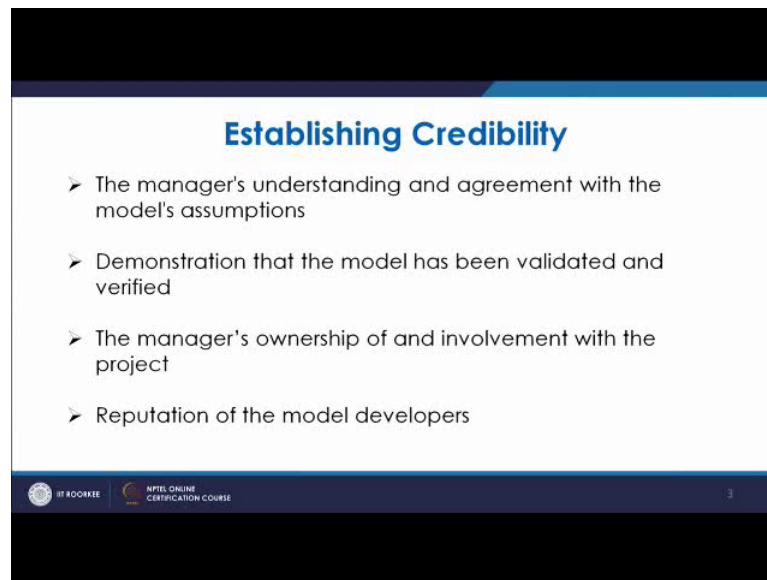 Establishing Credibility
➤ The manager's understanding and agreement with the
model's assumptions
➤ Demonstration that the model has been validated and
verified
➤ The manager’s ownership of and involvement with the
project
➤ Reputation of the model developers
IIT ROORKEE
NPTEL ONLINE
CERTIFICATION COURSE
3